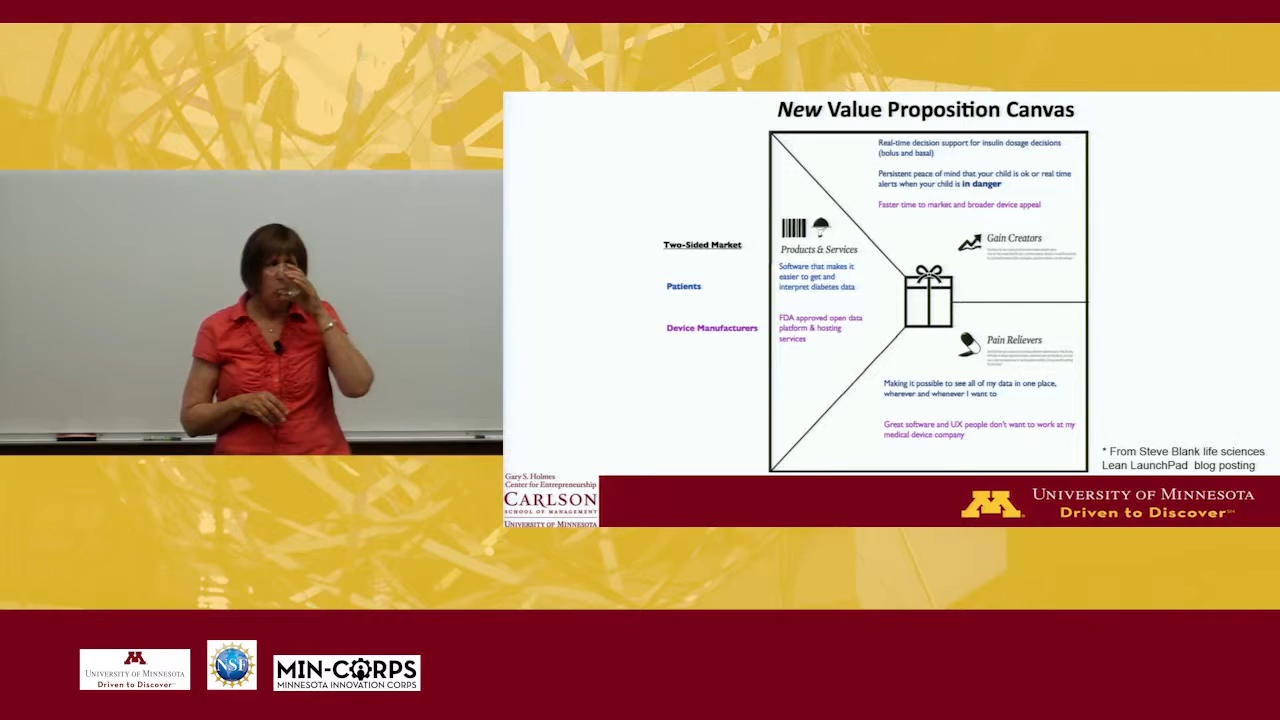 New Value Proposition Canvas
Real-time decision support for insulin dosage decisions
(bolus and basal)
Persistent peace of mind that your child is ok or real time
alerts when your child is in danger
Faster time to market and broader device appeal
Two-Sided Market
Patients
Device Manufacturers
Products & Services
Software that makes it
easier to get and
interpret diabetes data
FDA approved open data
platform & hosting
services
Gain Creators
Pain Relievers
Making it possible to see all of my data in one place,
wherever and whenever I want to
Great software and UX people don't want to work at my
medical device company
* From Steve Blank life sciences
Lean LaunchPad blog posting
Gary S. Holmes
Center for Entrepreneurship
CARLSON
SCHOOL OF MANAGEMENT
UNIVERSITY OF MINNESOTA
UNIVERSITY OF MINNESOTA
Driven to Discover℠
UNIVERSITY OF MINNESOTA
Driven to Discover
NSF
MIN-CORPS
MINNESOTA INNOVATION CORPS